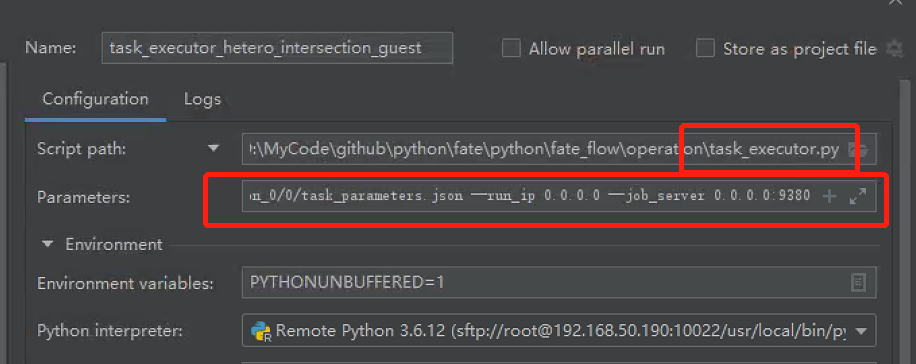 Name: task_executor_hetero_intersection_guest Allow parallel run Store as project file
Configuration Logs
Script path: :\MyCode\github\python\fate\python\fate_flow\operation\task_executor.py
Parameters: on_0/0/task_parameters.json —run_ip 0.0.0.0 —job_server 0.0.0.0:9380
Environment
Environment variables: PYTHONUNBUFFERED=1
Python interpreter: Remote Python 3.6.12 (sftp://root@192.168.50.190:10022/usr/local/bin/py